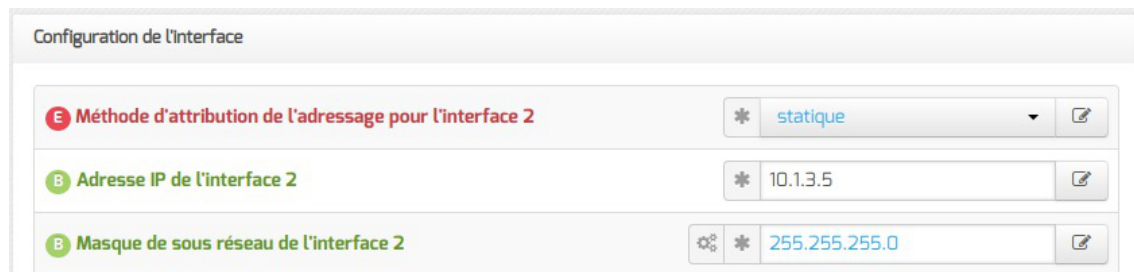 Configuration de l'interface
E Méthode d'attribution de l'adressage pour l'interface 2 * statique
B Adresse IP de l'interface 2 * 10.1.3.5
B Masque de sous réseau de l'interface 2 * 255.255.255.0